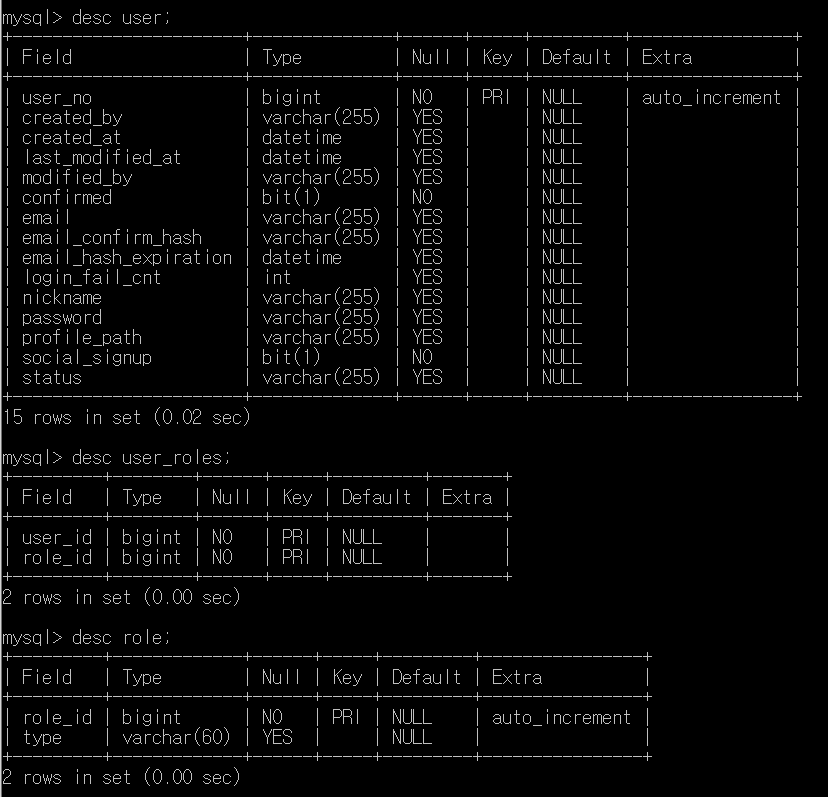 mysql> desc user;
+-----------------------+--------------+------+-----+---------+----------------+
| Field                 | Type         | Null | Key | Default | Extra          |
+-----------------------+--------------+------+-----+---------+----------------+
| user_no               | bigint       | NO   | PRI | NULL    | auto_increment |
| created_by            | varchar(255) | YES  |     | NULL    |                |
| created_at            | datetime     | YES  |     | NULL    |                |
| last_modified_at      | datetime     | YES  |     | NULL    |                |
| modified_by           | varchar(255) | YES  |     | NULL    |                |
| confirmed             | bit(1)       | NO   |     | NULL    |                |
| email                 | varchar(255) | YES  |     | NULL    |                |
| email_confirm_hash    | varchar(255) | YES  |     | NULL    |                |
| email_hash_expiration | datetime     | YES  |     | NULL    |                |
| login_fail_cnt        | int          | YES  |     | NULL    |                |
| nickname              | varchar(255) | YES  |     | NULL    |                |
| password              | varchar(255) | YES  |     | NULL    |                |
| profile_path          | varchar(255) | YES  |     | NULL    |                |
| social_signup         | bit(1)       | NO   |     | NULL    |                |
| status                | varchar(255) | YES  |     | NULL    |                |
+-----------------------+--------------+------+-----+---------+----------------+
15 rows in set (0.02 sec)
mysql> desc user_roles;
+---------+--------+------+-----+---------+-------+
| Field   | Type   | Null | Key | Default | Extra |
+---------+--------+------+-----+---------+-------+
| user_id | bigint | NO   | PRI | NULL    |       |
| role_id | bigint | NO   | PRI | NULL    |       |
+---------+--------+------+-----+---------+-------+
2 rows in set (0.00 sec)
mysql> desc role;
+---------+-------------+------+-----+---------+----------------+
| Field   | Type        | Null | Key | Default | Extra          |
+---------+-------------+------+-----+---------+----------------+
| role_id | bigint      | NO   | PRI | NULL    | auto_increment |
| type    | varchar(60) | YES  |     | NULL    |                |
+---------+-------------+------+-----+---------+----------------+
2 rows in set (0.00 sec)